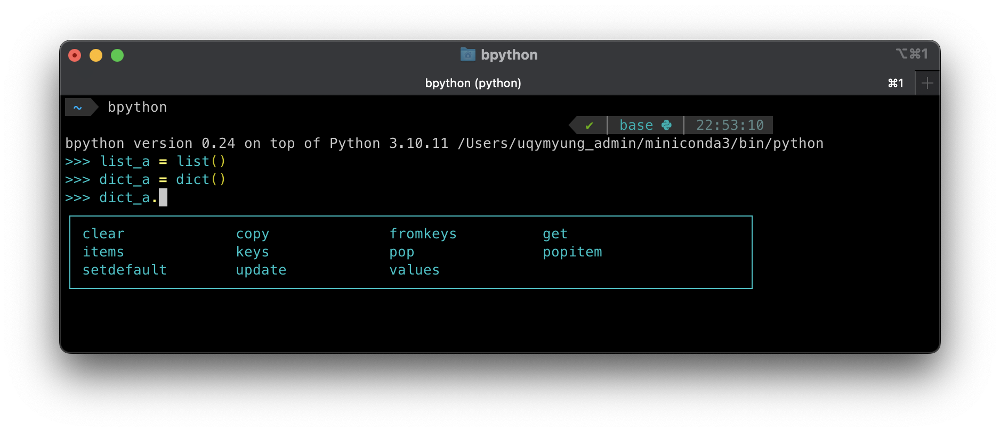 bpython
⌥⌘1
bpython (python)
⌘1
~ bpython
✔ base 22:53:10
bpython version 0.24 on top of Python 3.10.11 /Users/uqymyung_admin/miniconda3/bin/python
>>> list_a = list()
>>> dict_a = dict()
>>> dict_a.
clear copy fromkeys get
items keys pop popitem
setdefault update values